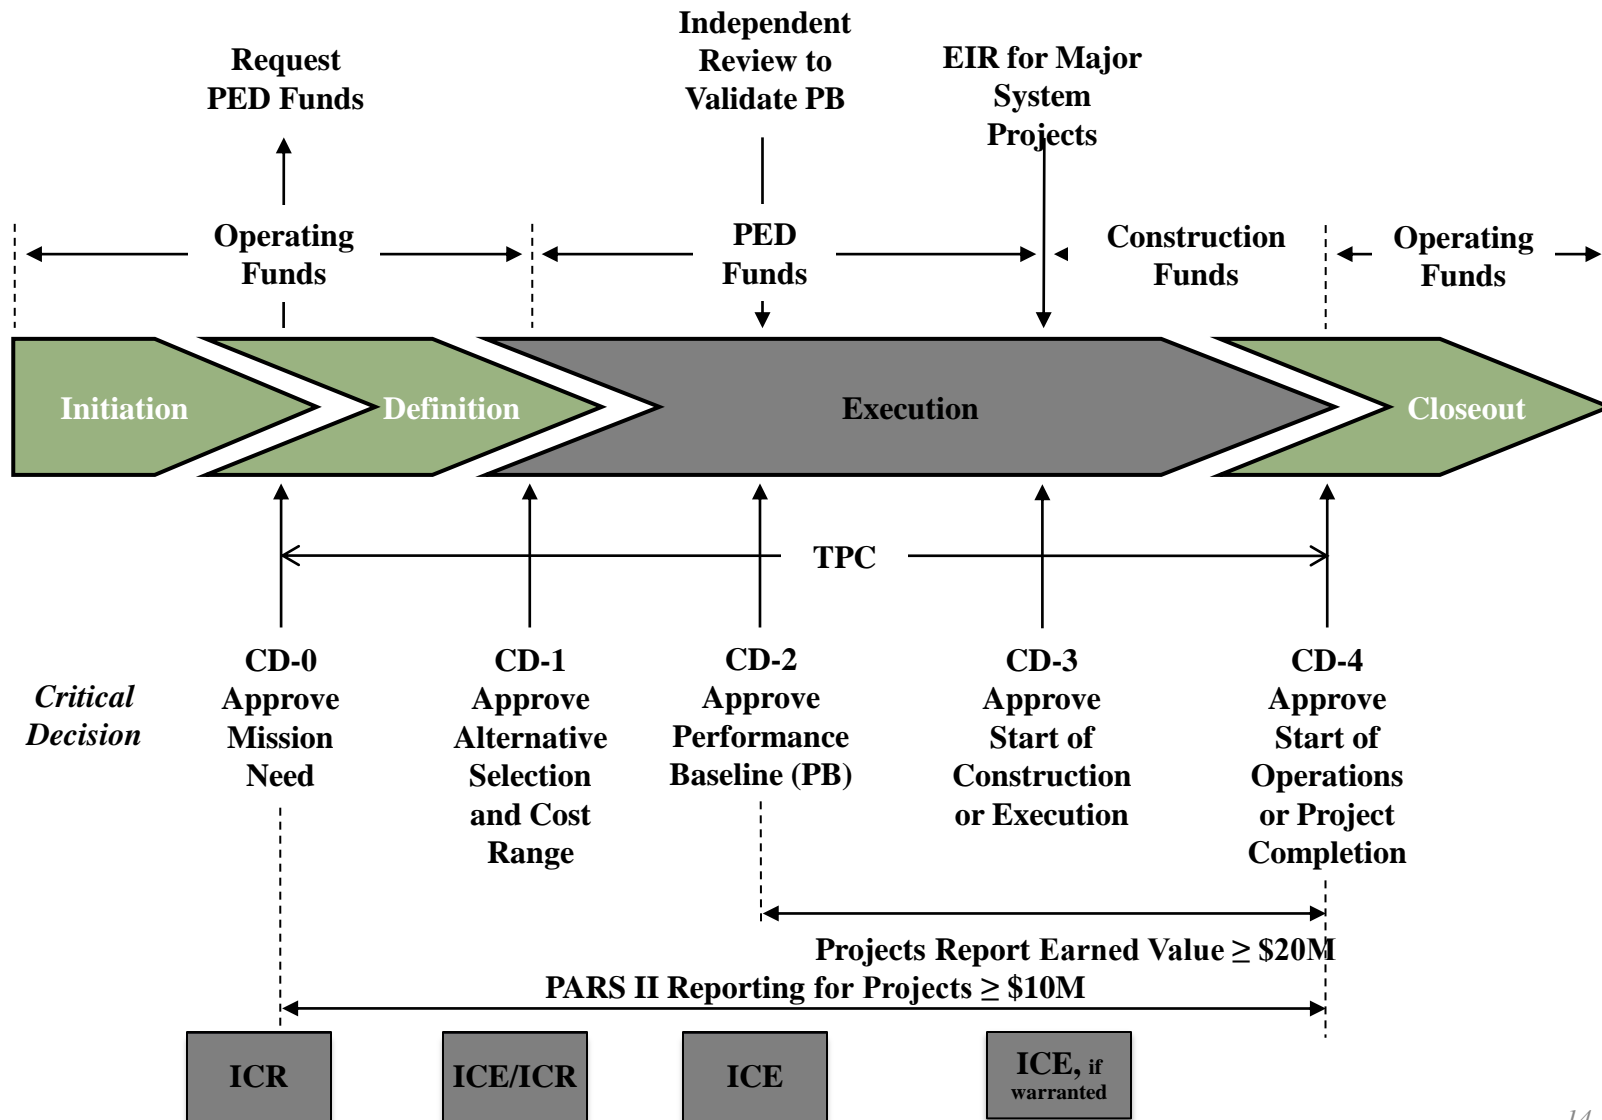 Request
PED Funds
Independent
Review to
Validate PB
EIR for Major
System
Projects
Operating
Funds
PED
Funds
Construction
Funds
Operating
Funds
Initiation
Definition
Execution
Closeout
TPC
Critical
Decision
CD-0
Approve
Mission
Need
CD-1
Approve
Alternative
Selection
and Cost
Range
CD-2
Approve
Performance
Baseline (PB)
CD-3
Approve
Start of
Construction
or Execution
CD-4
Approve
Start of
Operations
or Project
Completion
Projects Report Earned Value ≥ $20M
PARS II Reporting for Projects ≥ $10M
ICR
ICE/ICR
ICE
ICE, if
warranted
14